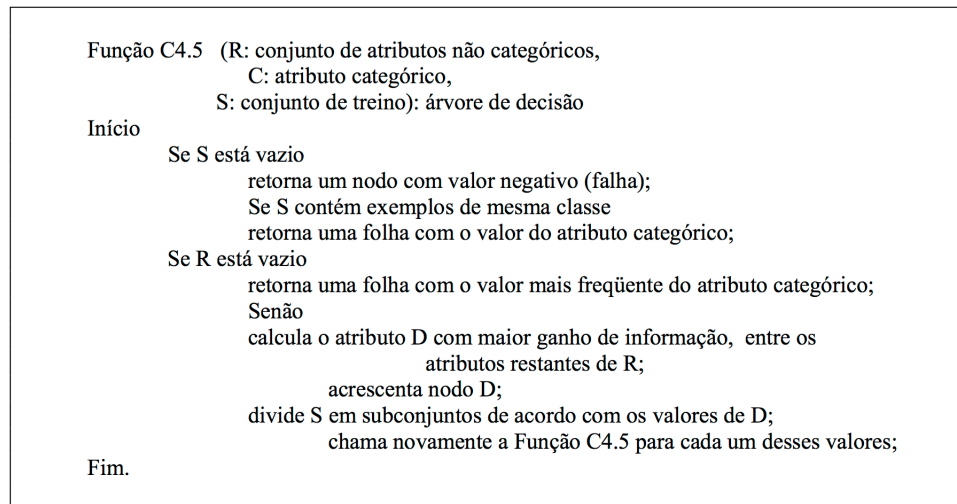 Função C4.5 (R: conjunto de atributos não categóricos,
C: atributo categórico,
S: conjunto de treino): árvore de decisão
Início
Se S está vazio
retorna um nodo com valor negativo (falha);
Se S contém exemplos de mesma classe
retorna uma folha com o valor do atributo categórico;
Se R está vazio
retorna uma folha com o valor mais freqüente do atributo categórico;
Senão
calcula o atributo D com maior ganho de informação, entre os
atributos restantes de R;
acrescenta nodo D;
divide S em subconjuntos de acordo com os valores de D;
chama novamente a Função C4.5 para cada um desses valores;
Fim.